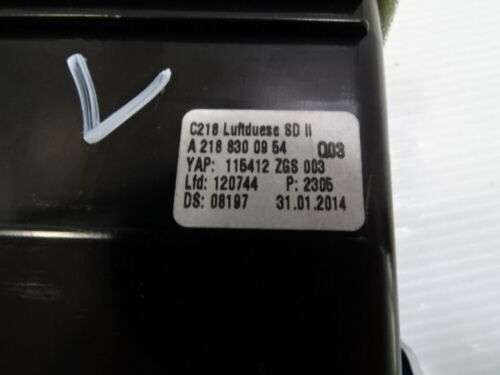 V
C218 Luftduese SD II
A 218 830 09 54 Q03
YAP: 115412 ZGS 003
Lfd: 120744 P: 2305
DS: 08197 31.01.2014